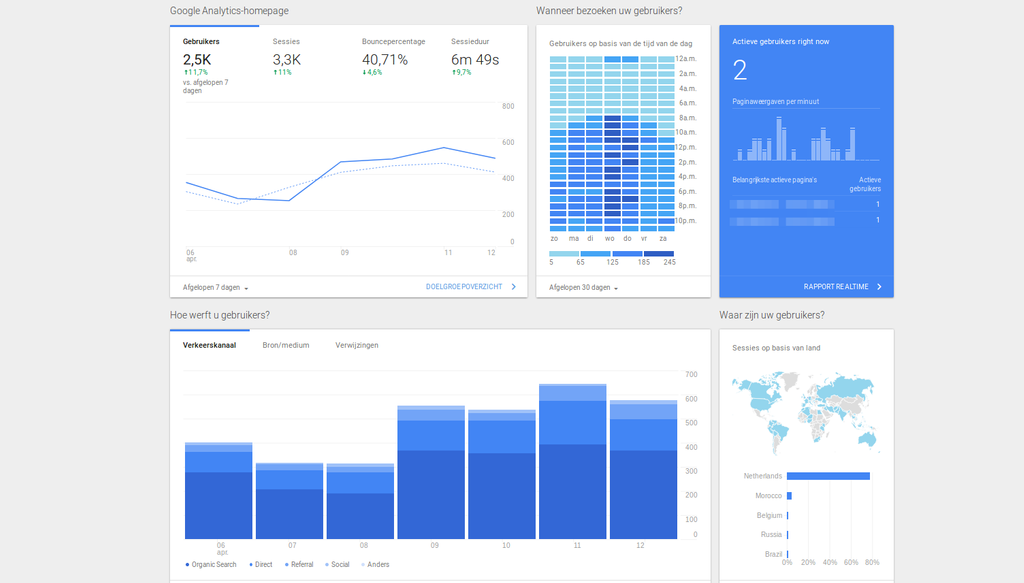 Google Analytics-homepage
Gebruikers
Sessies
Bouncepercentage
Sessieduur
2,5K
3,3K
40,71%
6m 49s
↑11,7%
↑11%
↓4,6%
↑9,7%
vs. afgelopen 7
dagen
800
600
400
200
0
06
apr.
08
09
11
12
Afgelopen 7 dagen
DOELGROEPOVERZICHT
Wanneer bezoeken uw gebruikers?
Gebruikers op basis van de tijd van de dag
12a.m.
2a.m.
4a.m.
6a.m.
8a.m.
10a.m.
12p.m.
2p.m.
4p.m.
6p.m.
8p.m.
10p.m.
zo ma di wo do vr za
5 65 125 185 245
Afgelopen 30 dagen
Actieve gebruikers right now
2
Paginaweergaven per minuut
Belangrijkste actieve pagina's
Actieve
gebruikers
1
1
RAPPORT REALTIME
Hoe werft u gebruikers?
Verkeerskanaal
Bron/medium
Verwijzingen
700
600
500
400
300
200
100
0
06
apr.
07
08
09
10
11
12
Organic Search
Direct
Referral
Social
Anders
Waar zijn uw gebruikers?
Sessies op basis van land
Netherlands
Morocco
Belgium
Russia
Brazil
0% 20% 40% 60% 80%